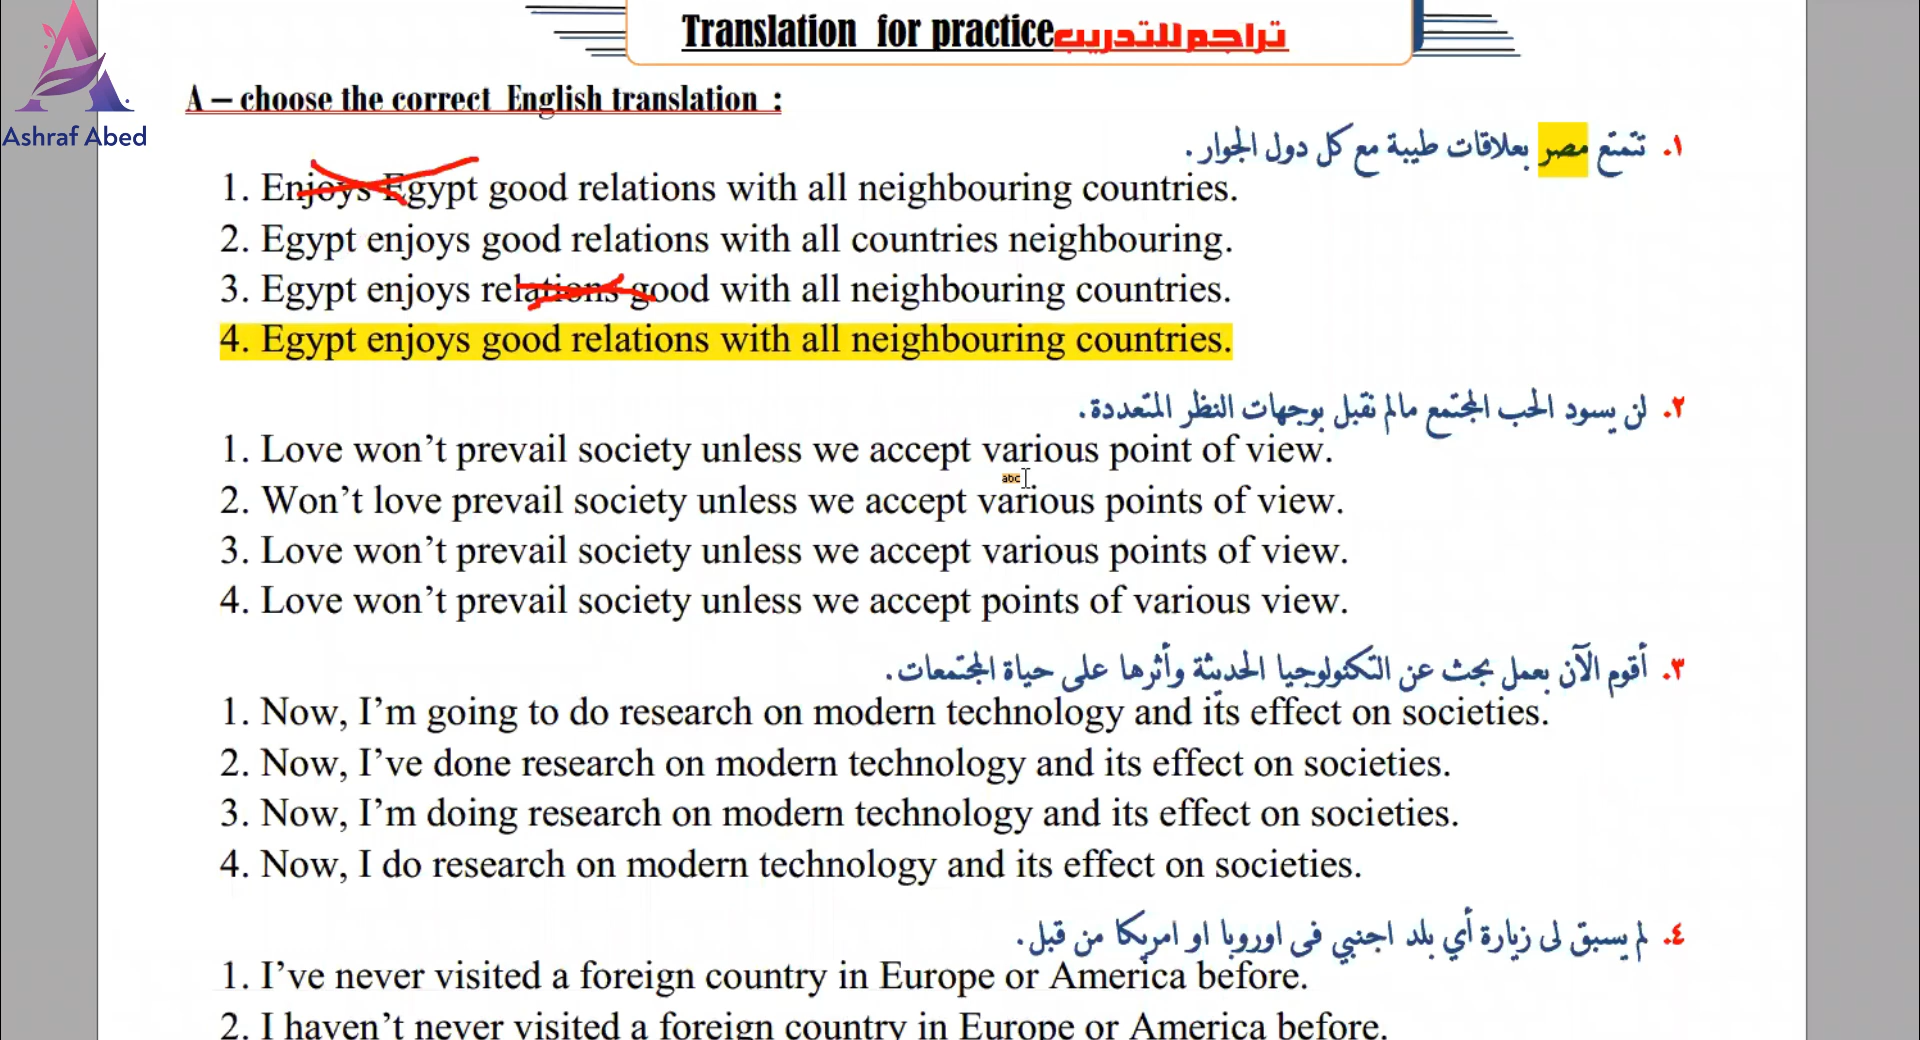 Ashraf Abed
Translation for practice تراجم للتدريب
A – choose the correct English translation :
١. تتمتع مصر بعلاقات طيبة مع كل دول الجوار.
1. Enjoys Egypt good relations with all neighbouring countries.
2. Egypt enjoys good relations with all countries neighbouring.
3. Egypt enjoys relations good with all neighbouring countries.
4. Egypt enjoys good relations with all neighbouring countries.
٢. لن يسود الحب المجتمع مالم نقبل بوجهات النظر المتعددة.
1. Love won’t prevail society unless we accept various point of view.
abc
2. Won’t love prevail society unless we accept various points of view.
3. Love won’t prevail society unless we accept various points of view.
4. Love won’t prevail society unless we accept points of various view.
٣. أقوم الآن بعمل بحث عن التكنولوجيا الحديثة وأثرها على حياة المجتمعات.
1. Now, I’m going to do research on modern technology and its effect on societies.
2. Now, I’ve done research on modern technology and its effect on societies.
3. Now, I’m doing research on modern technology and its effect on societies.
4. Now, I do research on modern technology and its effect on societies.
٤. لم يسبق لى زيارة أي بلد اجنبي فى اوروبا او امريكا من قبل.
1. I’ve never visited a foreign country in Europe or America before.
2. I haven’t never visited a foreign country in Europe or America before.